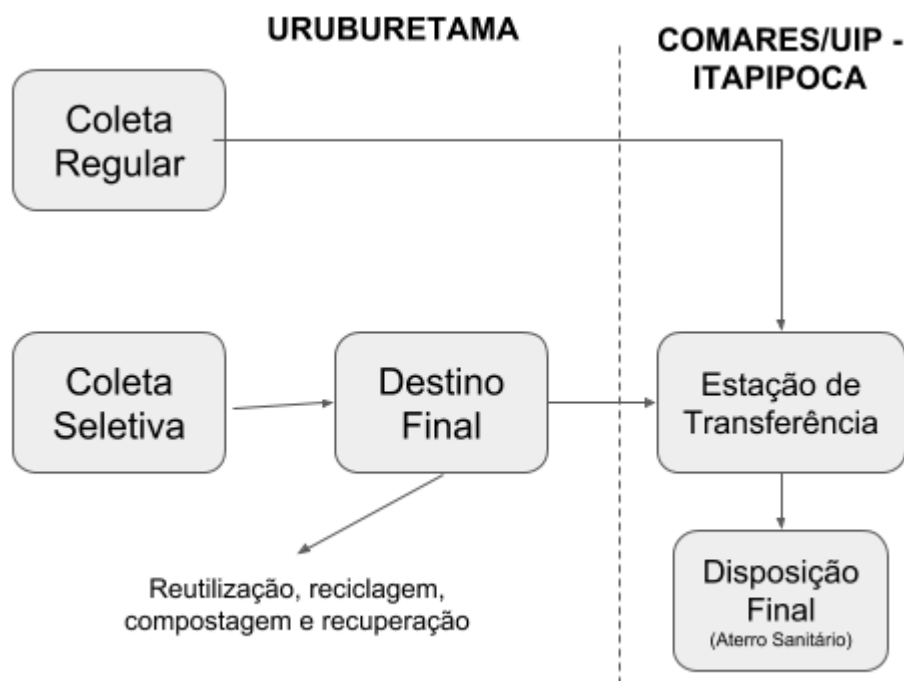 URUBURETAMA
COMARES/UIP -
ITAPIPOCA
Coleta
Regular
Coleta
Seletiva
Destino
Final
Estação de
Transferência
Reutilização, reciclagem,
compostagem e recuperação
Disposição
Final
(Aterro Sanitário)